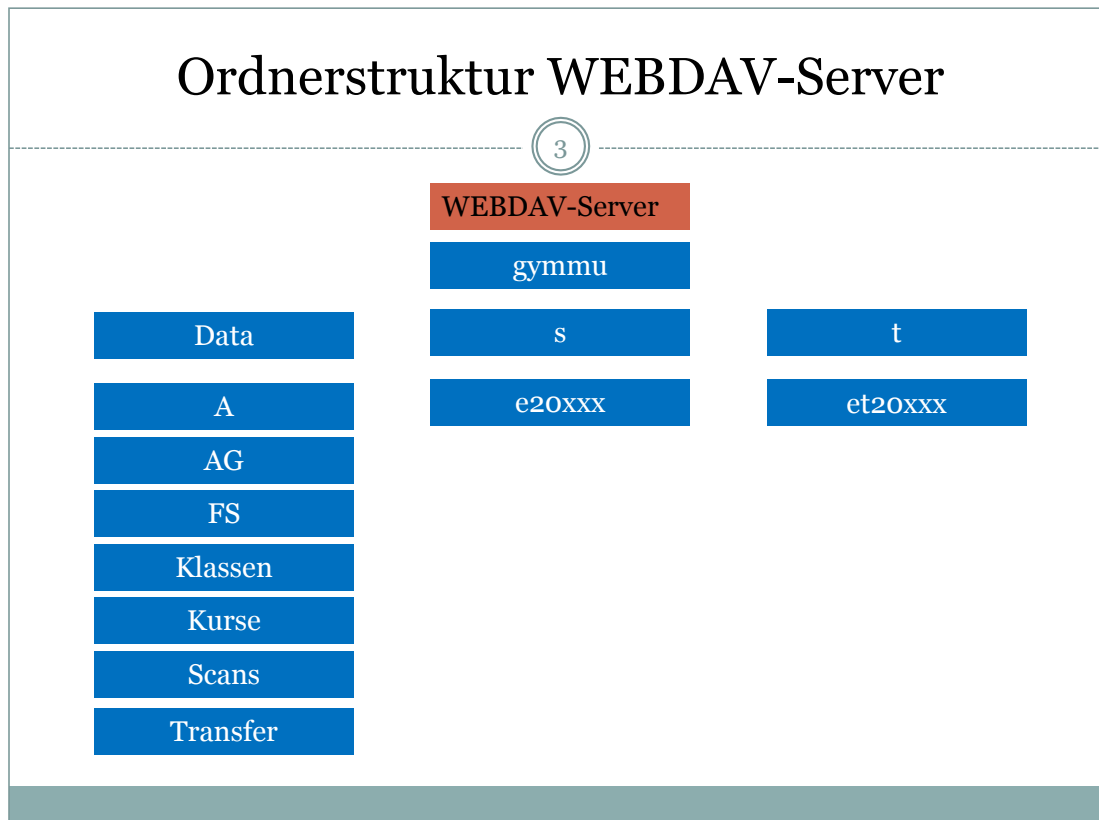 Ordnerstruktur WEBDAV-Server
3
WEBDAV-Server
gymmu
Data
s
t
A
e20xxx
et20xxx
AG
FS
Klassen
Kurse
Scans
Transfer